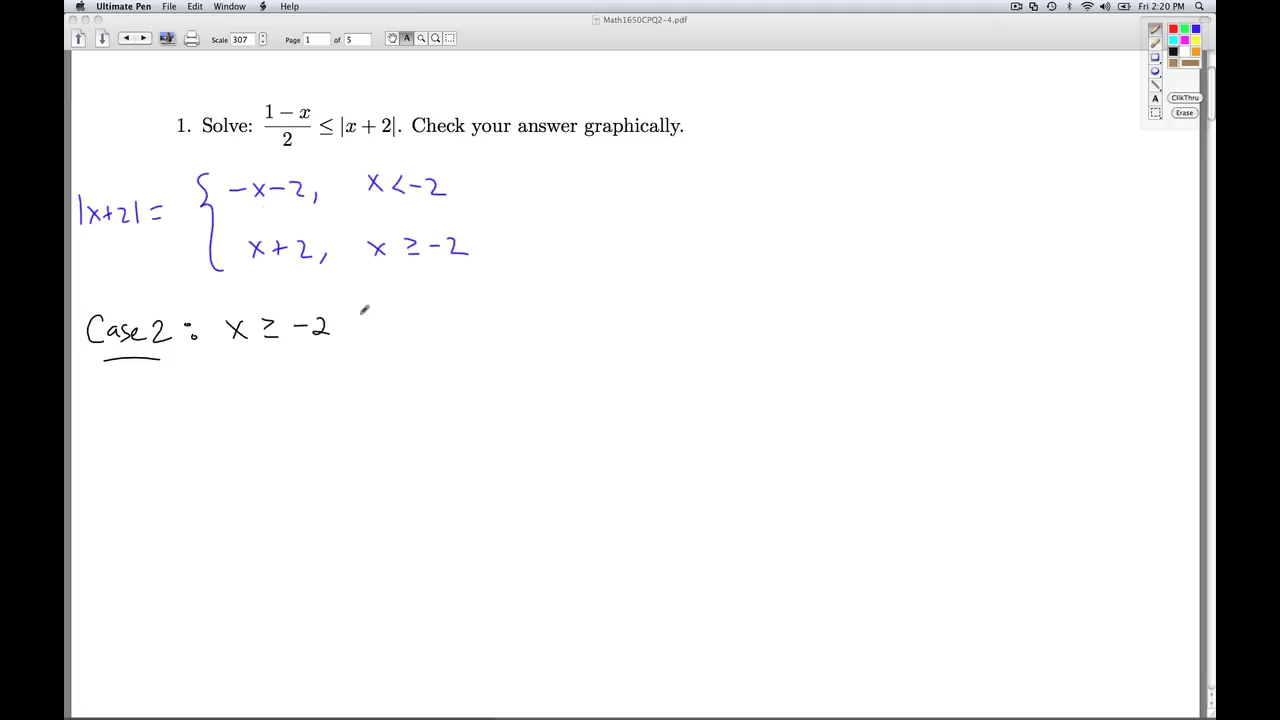 Ultimate Pen File Edit Window Help Fri 2:20 PM
Math1650CPQ2-4.pdf
Scale 307 Page 1 of 5 A
A ClikThru
Erase
1. Solve: (1 − x)/2 ≤ |x + 2|. Check your answer graphically.
|x+2| = { -x-2, x < -2
x+2, x ≥ -2
Case 2: x ≥ -2